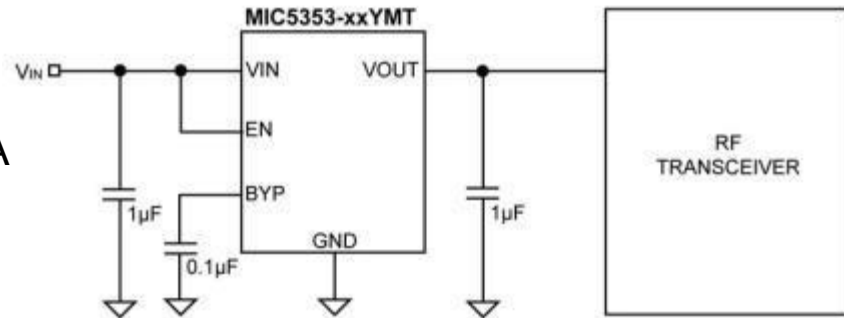 MIC5353-xxYMT
VIN
VIN
VOUT
EN
A
RF
TRANSCEIVER
BYP
1µF
1µF
GND
0.1µF